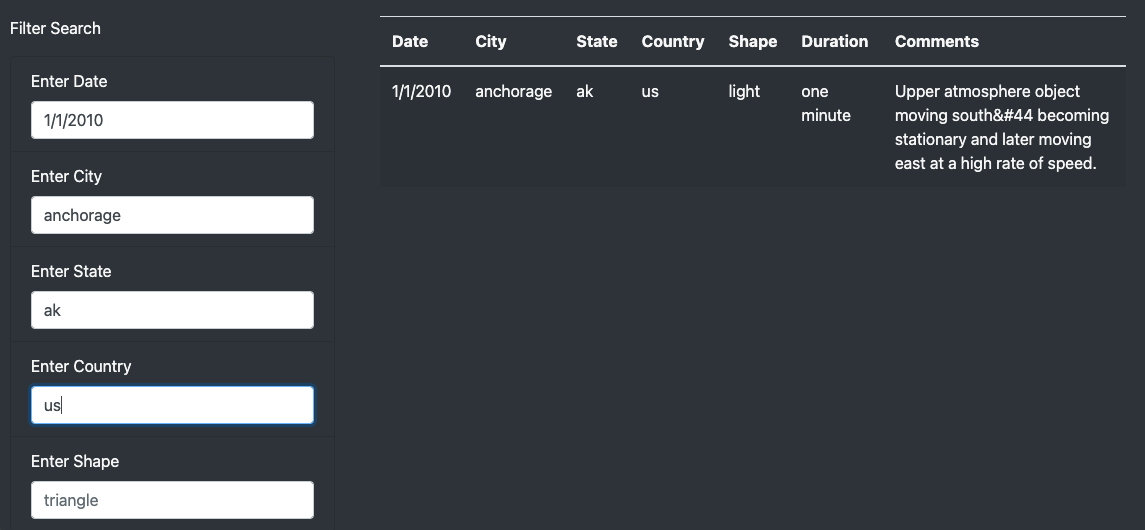 Filter Search
Enter Date
1/1/2010
Enter City
anchorage
Enter State
ak
Enter Country
us
Enter Shape
triangle
Date City State Country Shape Duration Comments
1/1/2010 anchorage ak us light one Upper atmosphere object
minute moving south&#44 becoming
stationary and later moving
east at a high rate of speed.